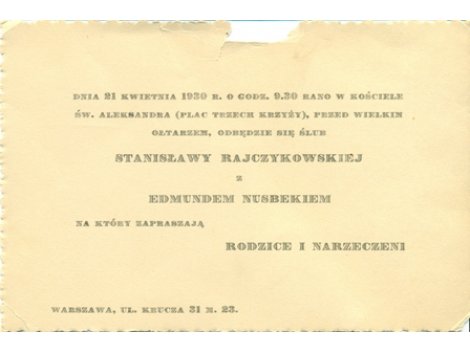 DNIA 21 KWIETNIA 1930 R. O GODZ. 9.30 RANO W KOŚCIELE
ŚW. ALEKSANDRA (PLAC TRZECH KRZYŻY), PRZED WIELKIM
OŁTARZEM, ODBĘDZIE SIĘ ŚLUB
STANISŁAWY RAJCZYKOWSKIEJ
Z
EDMUNDEM NUSBEKIEM
NA KTÓRY ZAPRASZAJĄ
RODZICE I NARZECZENI
WARSZAWA, UL. KRUCZA 31 M. 23.